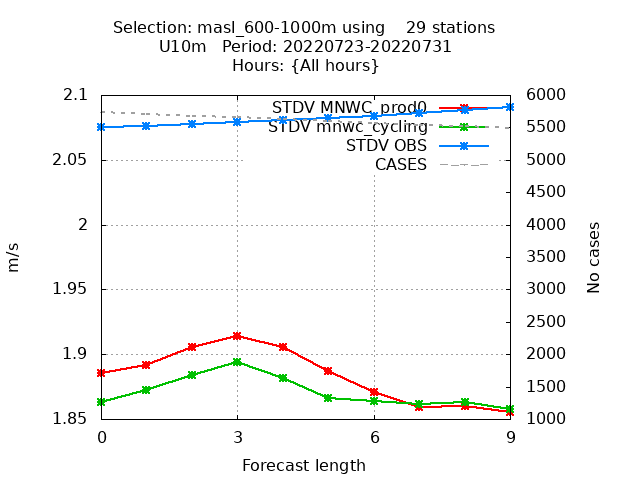 Selection: masl_600-1000m using    29 stations
U10m   Period: 20220723-20220731
Hours: {All hours}
2.1
2.05
2
1.95
1.9
1.85
m/s
STDV MNWC_prod0
STDV mnwc_cycling
STDV OBS
CASES
6000
5500
5000
4500
4000
3500
3000
2500
2000
1500
1000
No cases
0 3 6 9
Forecast length